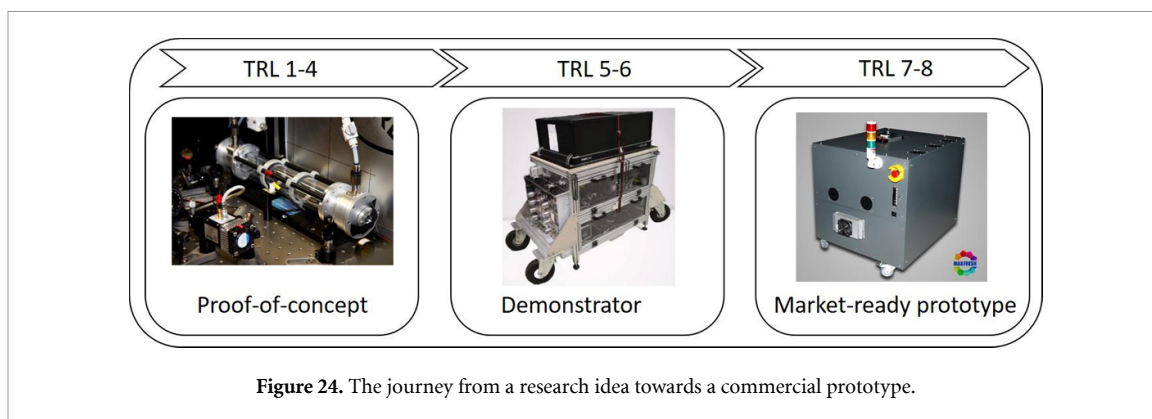 TRL 1-4
TRL 5-6
TRL 7-8
Proof-of-concept
Demonstrator
Market-ready prototype
Figure 24. The journey from a research idea towards a commercial prototype.